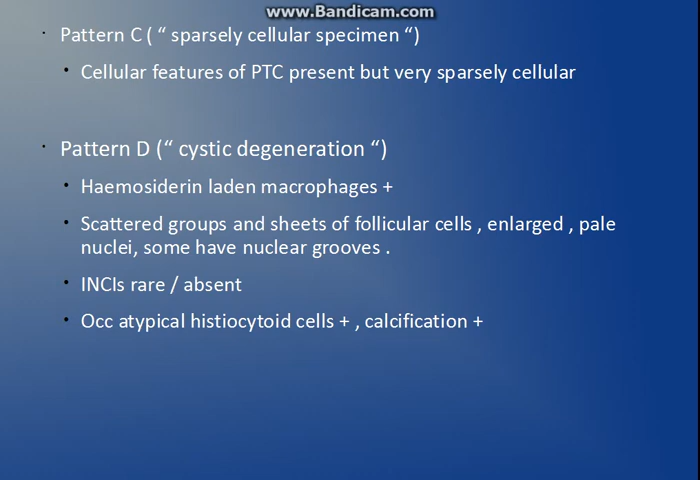 www.Bandicam.com
Pattern C ( “ sparsely cellular specimen “)
Cellular features of PTC present but very sparsely cellular
Pattern D (“ cystic degeneration “)
Haemosiderin laden macrophages +
Scattered groups and sheets of follicular cells , enlarged , pale
nuclei, some have nuclear grooves .
INCIs rare / absent
Occ atypical histiocytoid cells + , calcification +